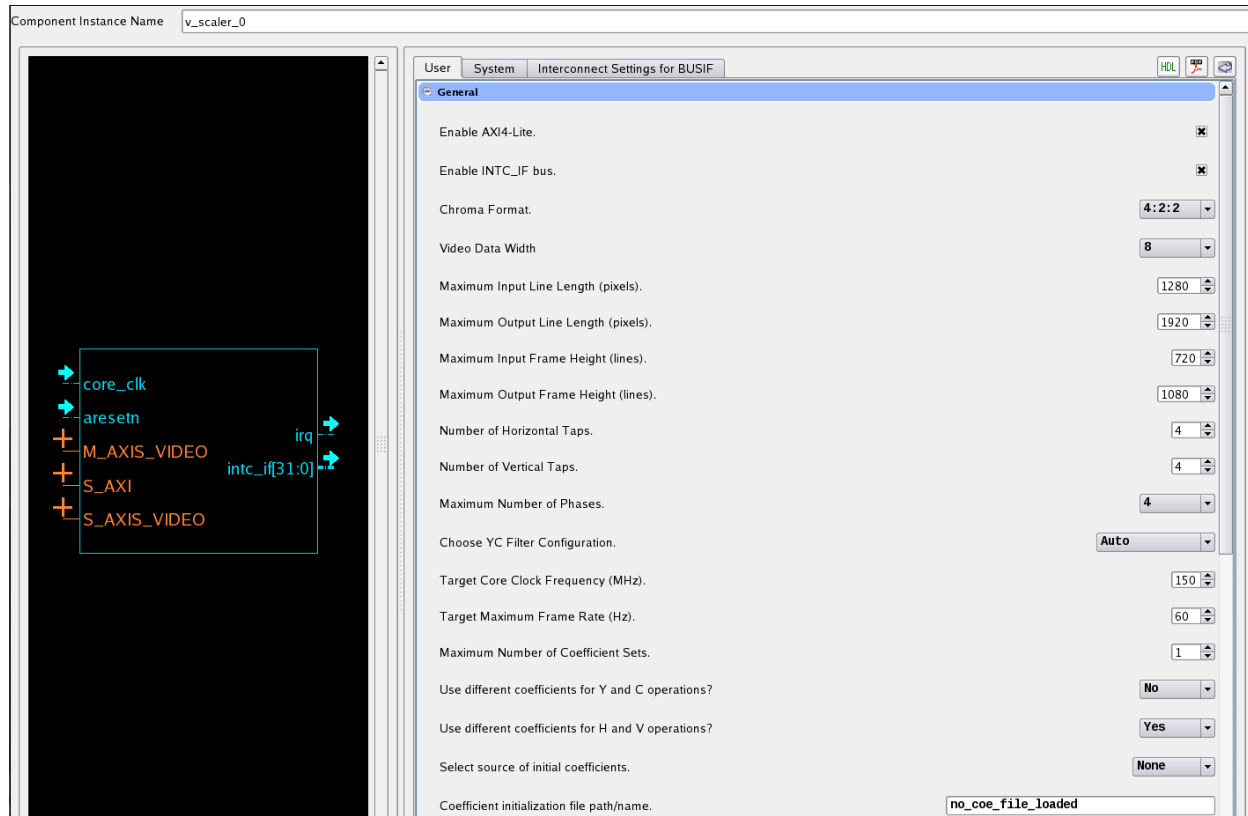 Component Instance Name v_scaler_0
User System Interconnect Settings for BUSIF HDL
General
Enable AXI4-Lite.
Enable INTC_IF bus.
Chroma Format. 4:2:2
Video Data Width 8
Maximum Input Line Length (pixels). 1280
Maximum Output Line Length (pixels). 1920
Maximum Input Frame Height (lines). 720
Maximum Output Frame Height (lines). 1080
Number of Horizontal Taps. 4
Number of Vertical Taps. 4
Maximum Number of Phases. 4
Choose YC Filter Configuration. Auto
Target Core Clock Frequency (MHz). 150
Target Maximum Frame Rate (Hz). 60
Maximum Number of Coefficient Sets. 1
Use different coefficients for Y and C operations? No
Use different coefficients for H and V operations? Yes
Select source of initial coefficients. None
Coefficient initialization file path/name. no_coe_file_loaded
core_clk
aresetn
M_AXIS_VIDEO
S_AXI
S_AXIS_VIDEO
irq
intc_if[31:0]